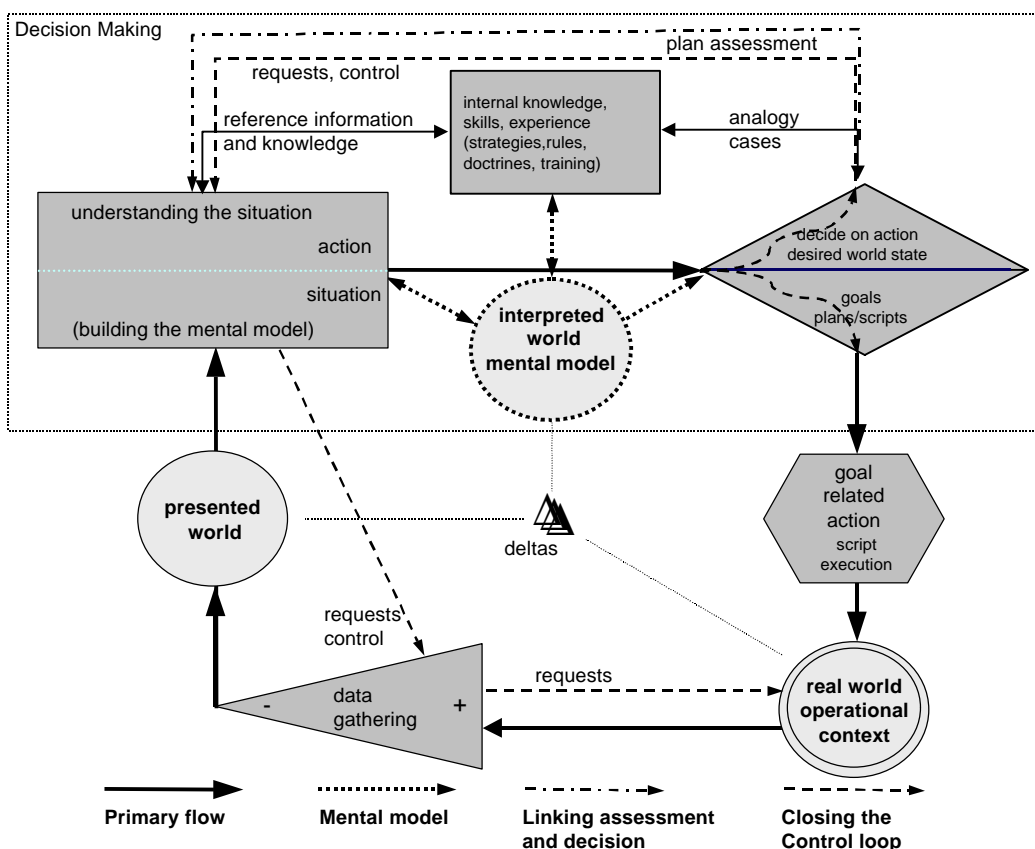 Decision Making
plan assessment
requests, control
reference information
and knowledge
internal knowledge,
skills, experience
(strategies,rules,
doctrines, training)
analogy
cases
understanding the situation
action
situation
(building the mental model)
interpreted
world
mental model
decide on action
desired world state
goals
plans/scripts
presented
world
deltas
goal
related
action
script
execution
requests
control
data
gathering
-
+
requests
real world
operational
context
Primary flow
Mental model
Linking assessment
and decision
Closing the
Control loop